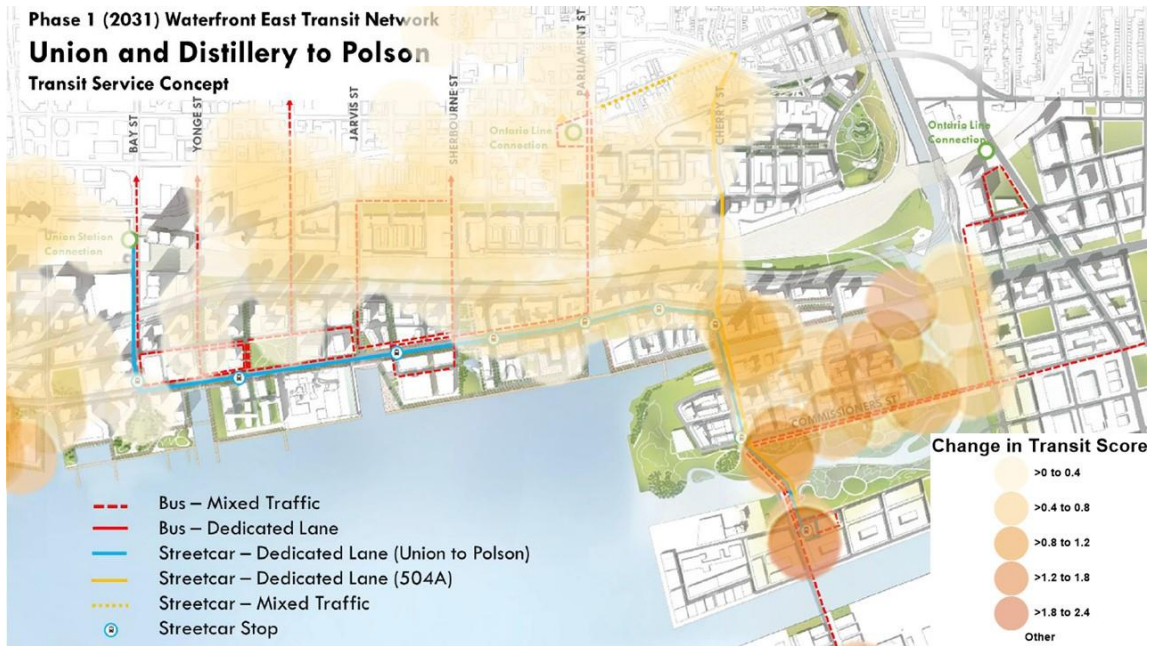 Phase 1 (2031) Waterfront East Transit Network
Union and Distillery to Polson
Transit Service Concept
BAY ST
YONGE ST
JARVIS ST
SHERBOURNE ST
PARLIAMENT ST
CHERRY ST
Ontario Line
Connection
Ontario Line
Connection
Union Station
Connection
COMMISSIONERS ST
Bus – Mixed Traffic
Bus – Dedicated Lane
Streetcar – Dedicated Lane (Union to Polson)
Streetcar – Dedicated Lane (504A)
Streetcar – Mixed Traffic
Streetcar Stop
Change in Transit Score
>0 to 0.4
>0.4 to 0.8
>0.8 to 1.2
>1.2 to 1.8
>1.8 to 2.4
Other